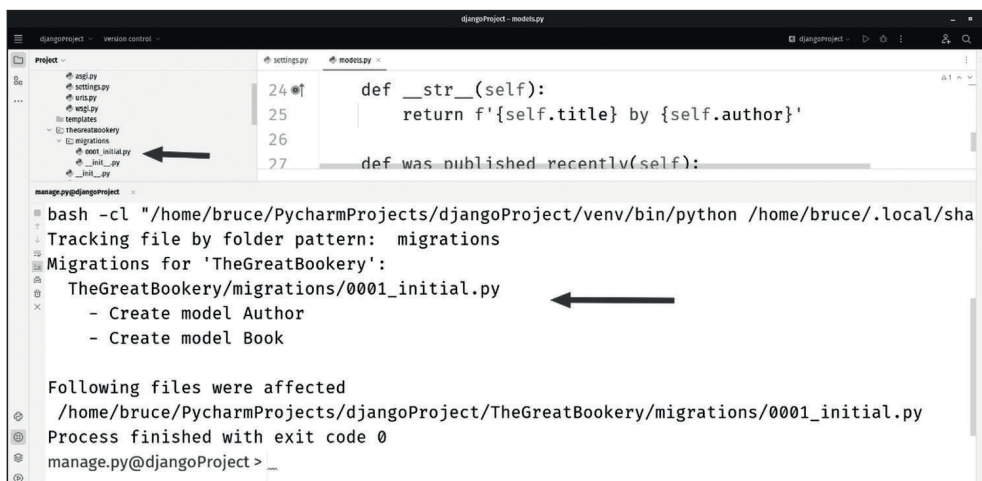 djangoProject – models.py
djangoProject
version control
djangoProject
Project
settings.py
models.py
asgi.py
settings.py
urls.py
wsgi.py
templates
TheGreatBookery
migrations
0001_initial.py
__init__.py
__init__.py
1
24 def __str__(self):
25 return f'{self.title} by {self.author}'
26
27 def was_published_recently(self):
manage.py@djangoProject
bash -cl "/home/bruce/PycharmProjects/djangoProject/venv/bin/python /home/bruce/.local/sha
Tracking file by folder pattern:  migrations
Migrations for 'TheGreatBookery':
TheGreatBookery/migrations/0001_initial.py
- Create model Author
- Create model Book
Following files were affected
/home/bruce/PycharmProjects/djangoProject/TheGreatBookery/migrations/0001_initial.py
Process finished with exit code 0
manage.py@djangoProject >